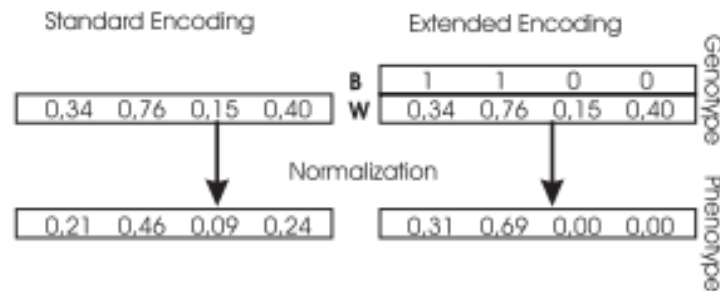 Standard Encoding Extended Encoding
B 1 1 0 0
0,34 0,76 0,15 0,40 W 0,34 0,76 0,15 0,40
Genotype
Normalization
0,21 0,46 0,09 0,24 0,31 0,69 0,00 0,00
Phenotype